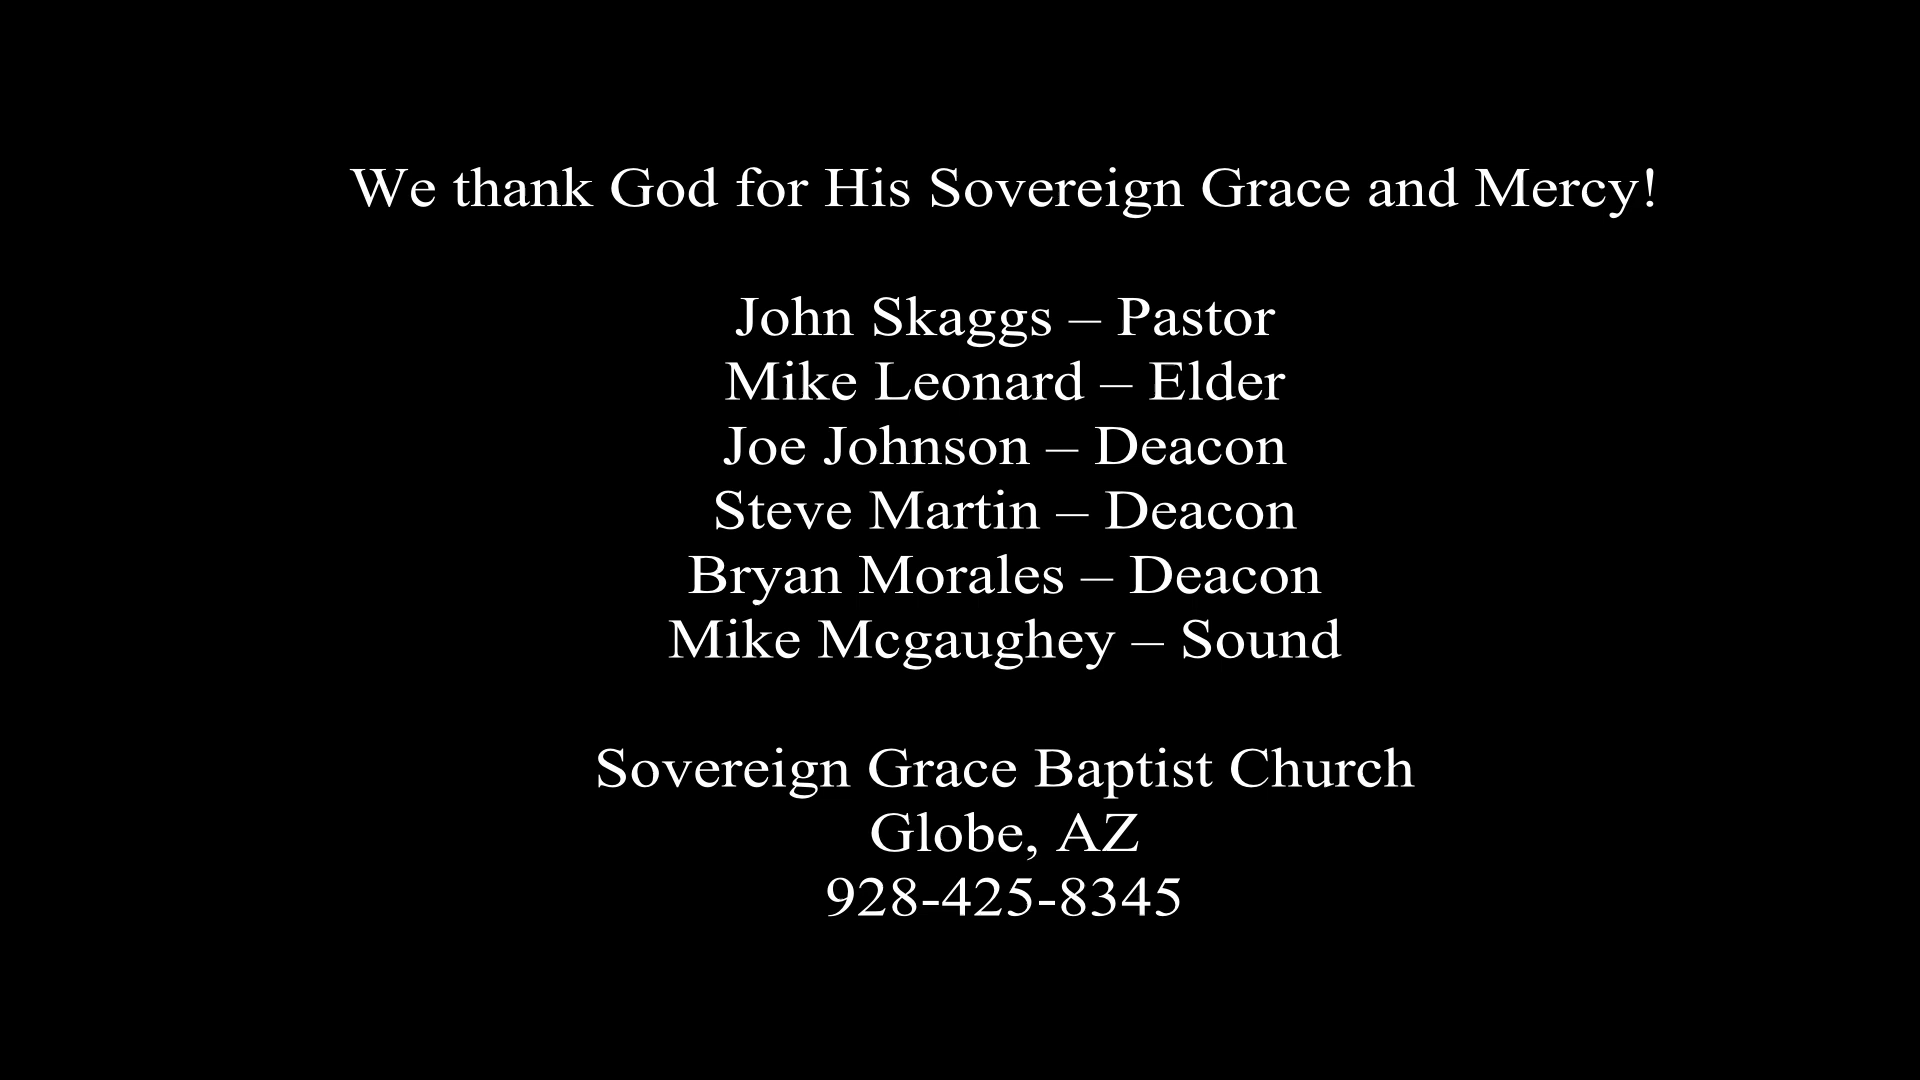 We thank God for His Sovereign Grace and Mercy!
John Skaggs – Pastor
Mike Leonard – Elder
Joe Johnson – Deacon
Steve Martin – Deacon
Bryan Morales – Deacon
Mike Mcgaughey – Sound
Sovereign Grace Baptist Church
Globe, AZ
928-425-8345